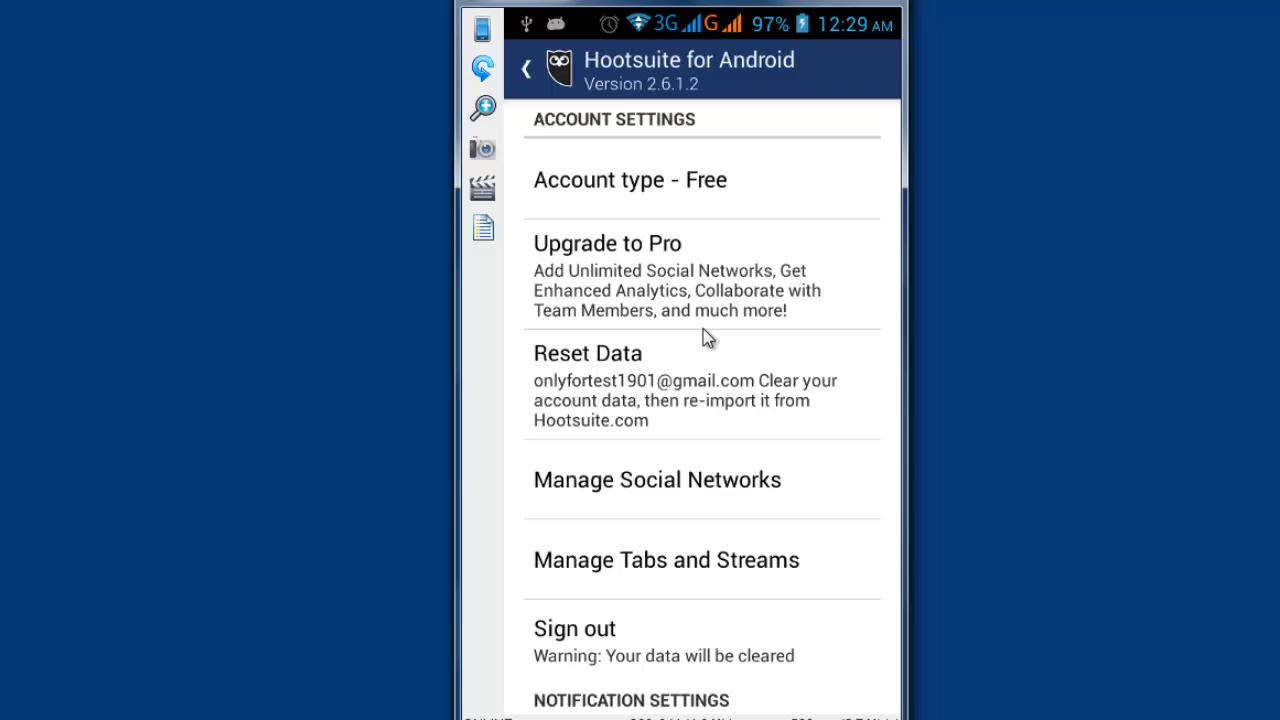 3G G 97% 12:29 AM
Hootsuite for Android
Version 2.6.1.2
ACCOUNT SETTINGS
Account type - Free
Upgrade to Pro
Add Unlimited Social Networks, Get
Enhanced Analytics, Collaborate with
Team Members, and much more!
Reset Data
onlyfortest1901@gmail.com Clear your
account data, then re-import it from
Hootsuite.com
Manage Social Networks
Manage Tabs and Streams
Sign out
Warning: Your data will be cleared
NOTIFICATION SETTINGS